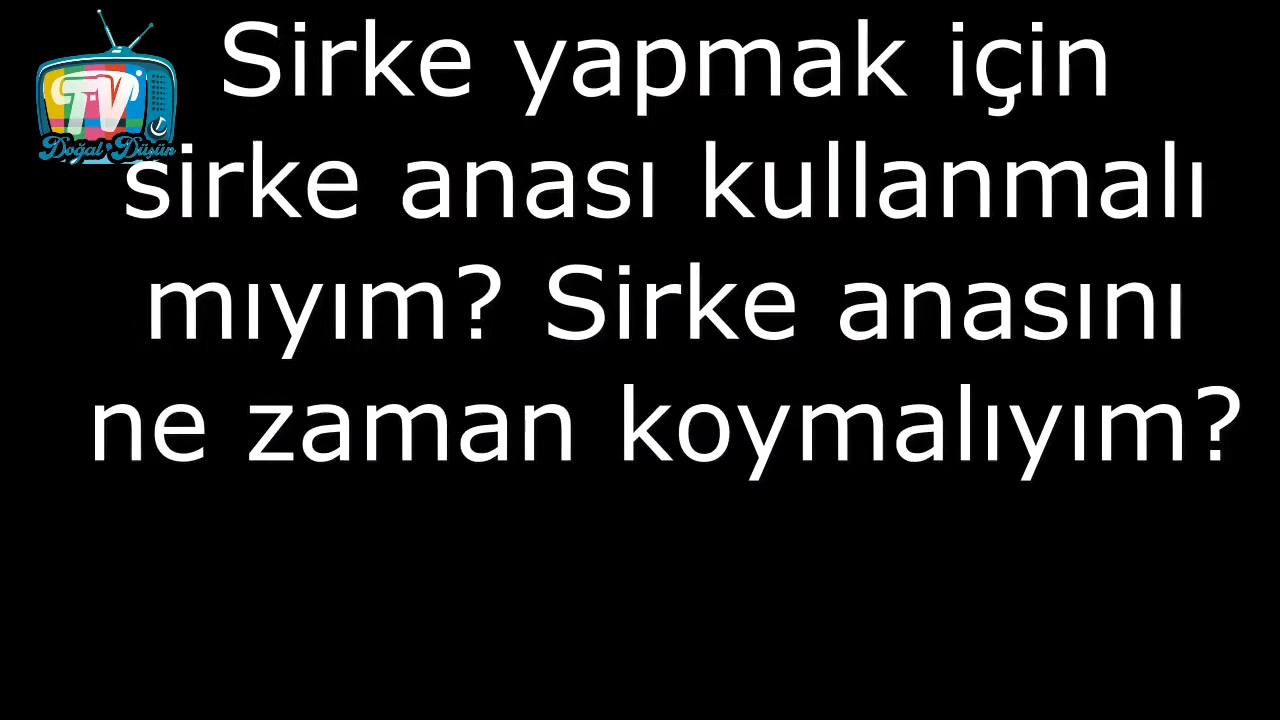 TV
Doğal Düşün
Sirke yapmak için
sirke anası kullanmalı
mıyım? Sirke anasını
ne zaman koymalıyım?